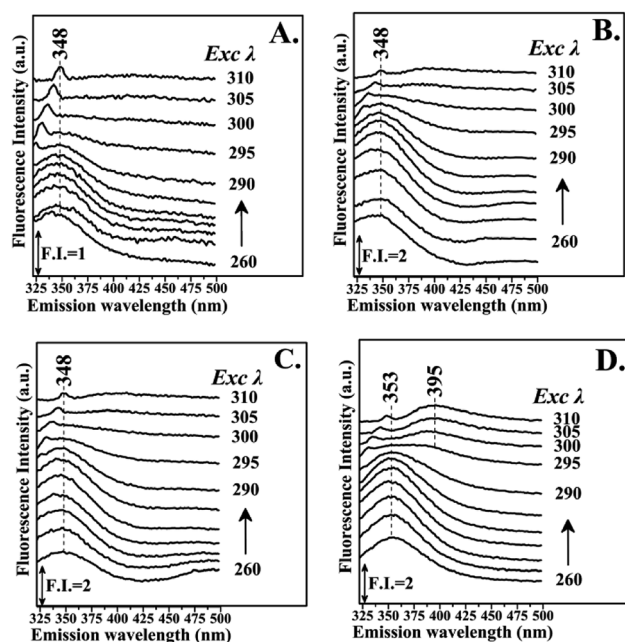 A.
348
Exc λ
310
305
300
295
290
260
F.I.=1
Fluorescence Intensity (a.u.)
325 350 375 400 425 450 475 500
Emission wavelength (nm)
B.
348
Exc λ
310
305
300
295
290
260
F.I.=2
Fluorescence Intensity (a.u.)
325 350 375 400 425 450 475 500
Emission wavelength (nm)
C.
348
Exc λ
310
305
300
295
290
260
F.I.=2
Fluorescence Intensity (a.u.)
325 350 375 400 425 450 475 500
Emission wavelength (nm)
D.
353 395
Exc λ
310
305
300
295
290
260
F.I.=2
Fluorescence Intensity (a.u.)
325 350 375 400 425 450 475 500
Emission wavelength (nm)